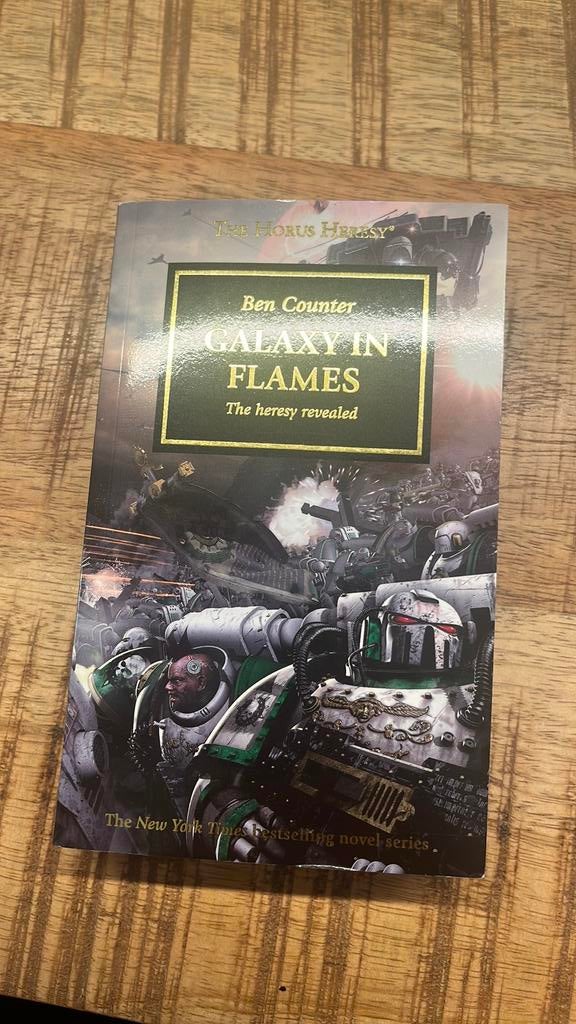 The Horus Heresy®
Ben Counter
GALAXY IN
FLAMES
The heresy revealed
The New York Times bestselling novel series